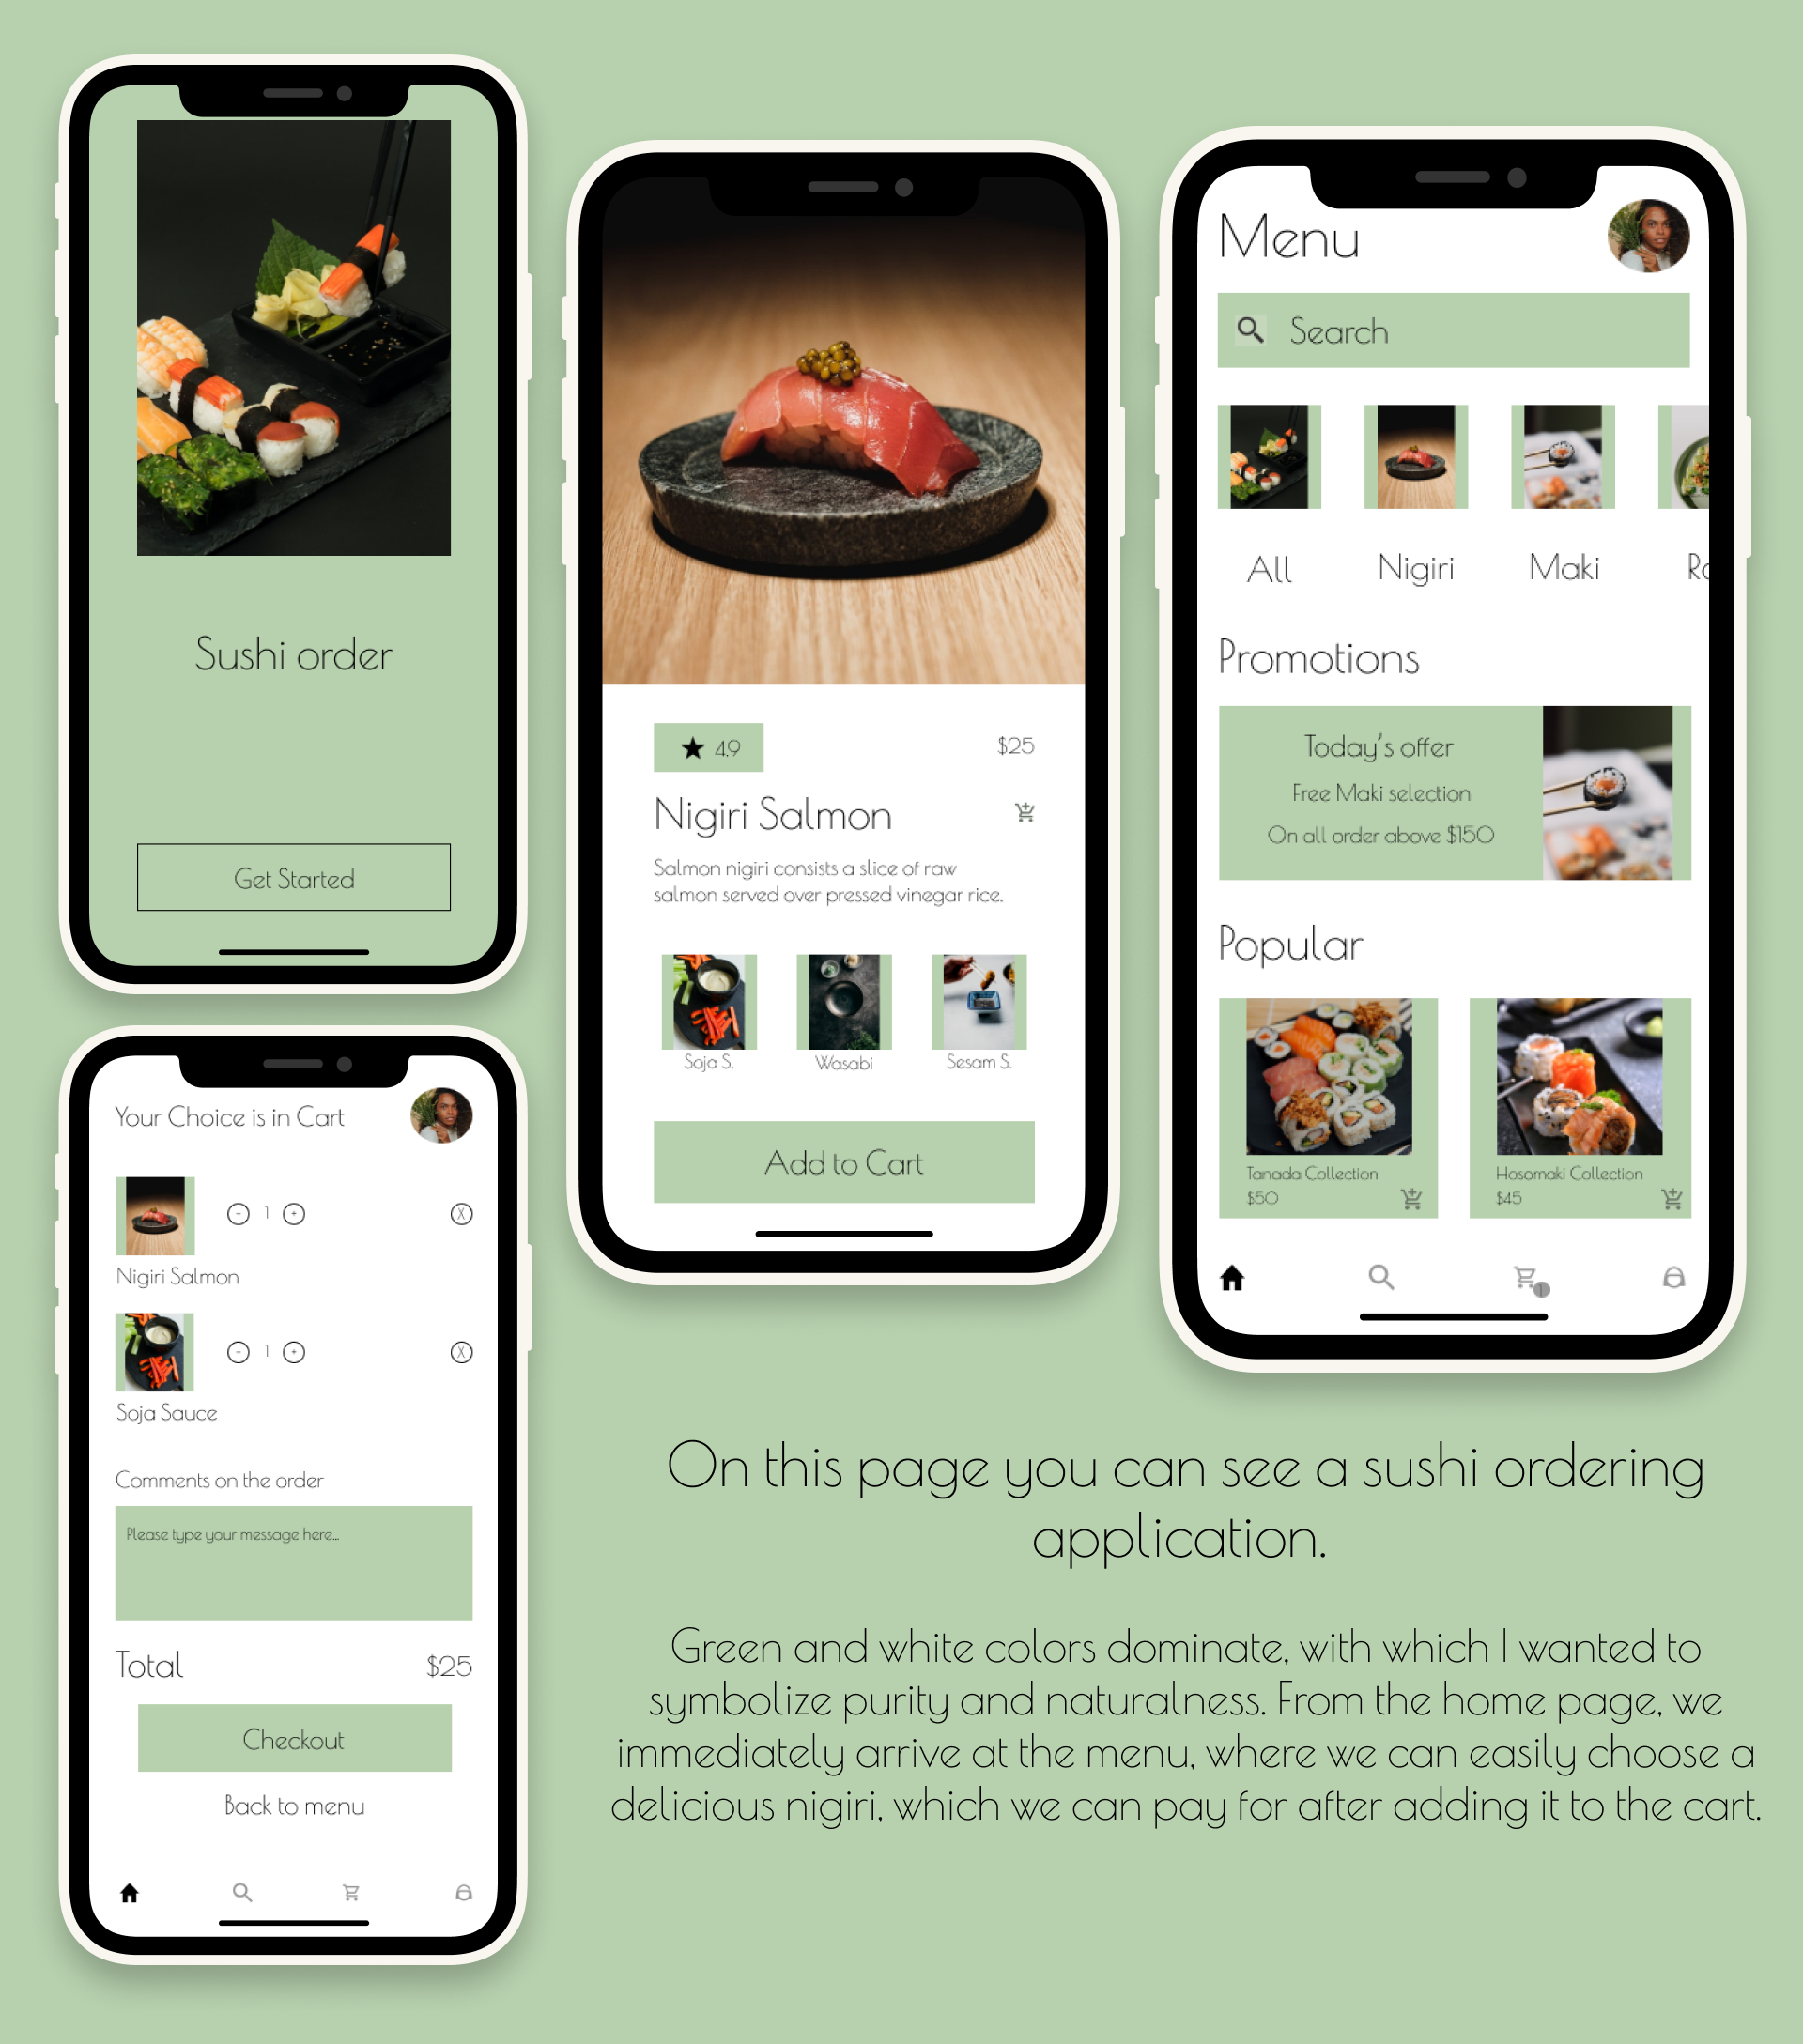 Sushi order
Get Started
4,9
$25
Nigiri Salmon
Salmon nigiri consists a slice of raw
salmon served over pressed vinegar rice.
Soja S.
Wasabi
Sesam S.
Add to Cart
Menu
Search
All
Nigiri
Maki
Promotions
Today's offer
Free Maki selection
On all order above $150
Popular
Tanada Collection
$50
Hosomaki Collection
$45
1
Your Choice is in Cart
- 1 +
X
Nigiri Salmon
- 1 +
X
Soja Sauce
Comments on the order
Please type your message here...
Total $25
Checkout
Back to menu
On this page you can see a sushi ordering
application.
Green and white colors dominate, with which I wanted to
symbolize purity and naturalness. From the home page, we
immediately arrive at the menu, where we can easily choose a
delicious nigiri, which we can pay for after adding it to the cart.